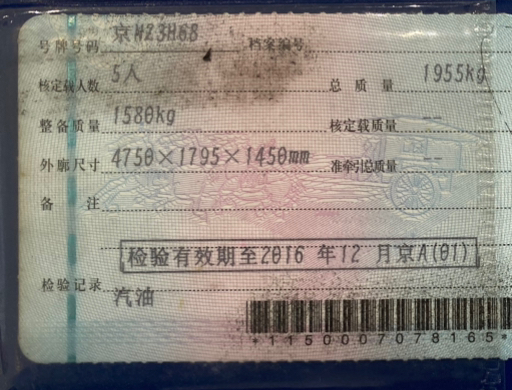 号牌号码 京N23H68 档案编号
核定载人数 5人 总质量 1955kg
整备质量 1580kg 核定载质量 --
外廓尺寸 4750×1795×1450mm 准牵引总质量 --
备注
检验有效期至2016年12月京A(01)
检验记录 汽油
*1150007078165*